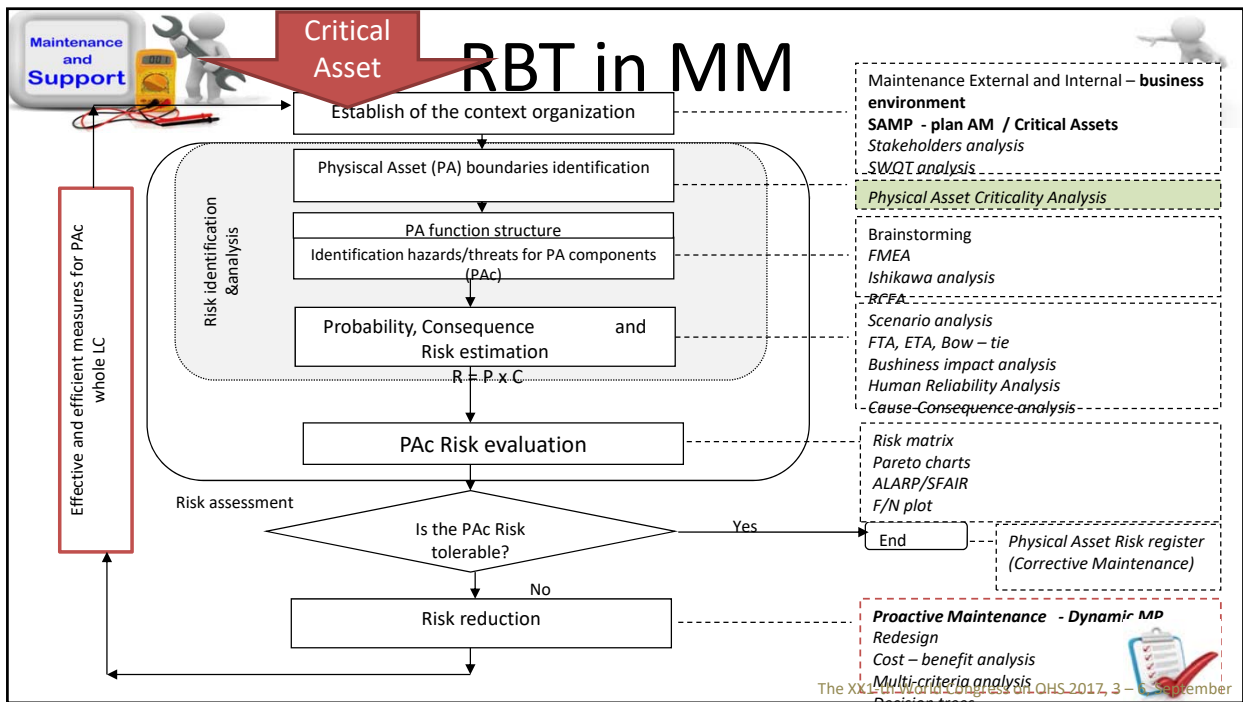 Maintenance
and
Support
Critical
Asset
RBT in MM
Establish of the context organization
Maintenance External and Internal – business
environment
SAMP - plan AM / Critical Assets
Stakeholders analysis
SWOT analysis
Physiscal Asset (PA) boundaries identification
Physical Asset Criticality Analysis
PA function structure
Identification hazards/threats for PA components
(PAc)
Brainstorming
FMEA
Ishikawa analysis
RCFA
Risk identification
&analysis
Probability, Consequence and
Risk estimation
R = P x C
Scenario analysis
FTA, ETA, Bow – tie
Bushiness impact analysis
Human Reliability Analysis
Cause-Consequence analysis
PAc Risk evaluation
Risk matrix
Pareto charts
ALARP/SFAIR
F/N plot
Risk assessment
Is the PAc Risk
tolerable?
Yes
End
Physical Asset Risk register
(Corrective Maintenance)
No
Risk reduction
Proactive Maintenance - Dynamic MP
Redesign
Cost – benefit analysis
Multi-criteria analysis
Decision trees
Effective and efficient measures for PAc
whole LC
The XX1-th World Congress on OHS 2017, 3 – 6, September